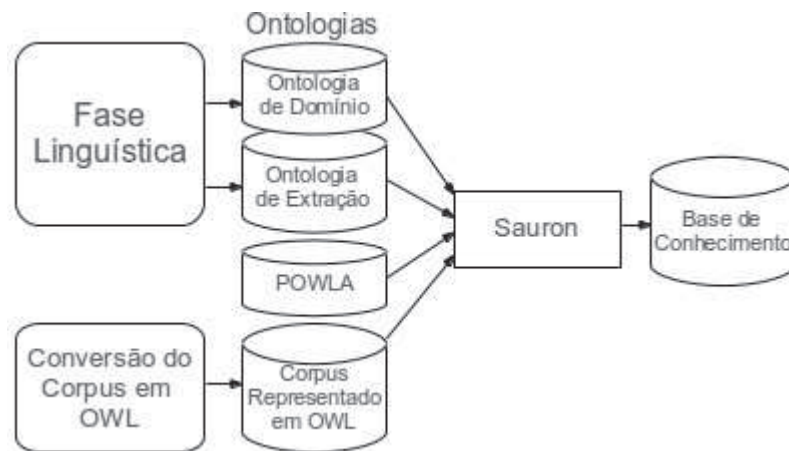 Ontologias
Fase
Linguística
Ontologia
de Domínio
Ontologia
de Extração
POWLA
Conversão do
Corpus em
OWL
Corpus
Representado
em OWL
Sauron
Base de
Conhecimento